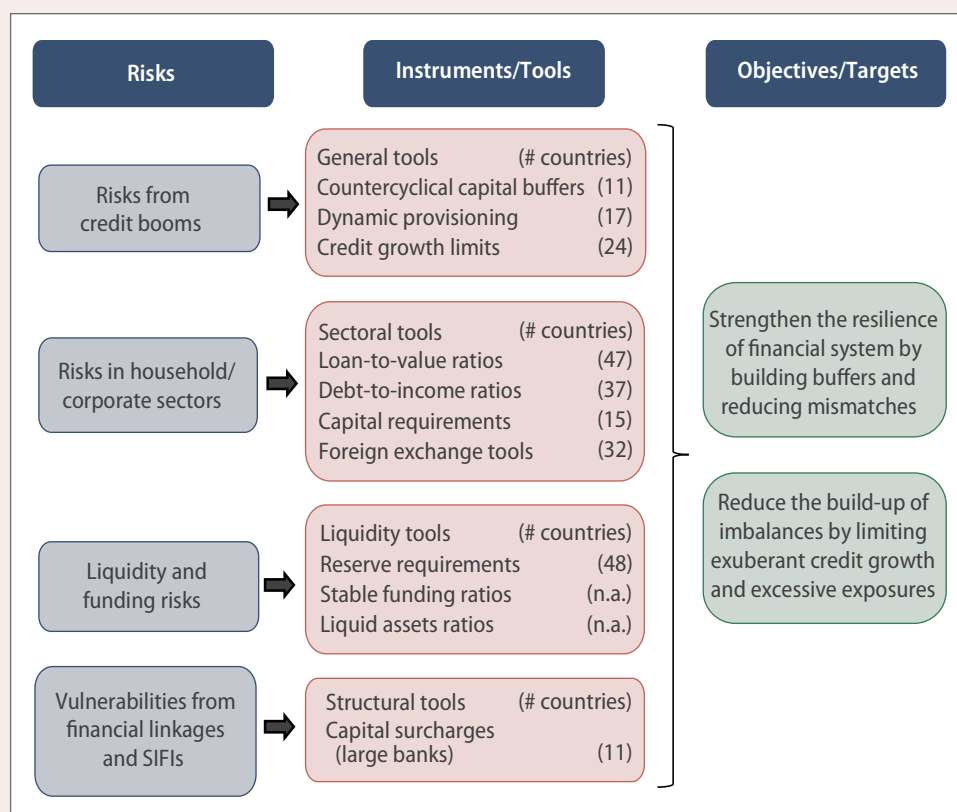 Risks
Instruments/Tools
Objectives/Targets
Risks from
credit booms
General tools (# countries)
Countercyclical capital buffers (11)
Dynamic provisioning (17)
Credit growth limits (24)
Risks in household/
corporate sectors
Sectoral tools (# countries)
Loan-to-value ratios (47)
Debt-to-income ratios (37)
Capital requirements (15)
Foreign exchange tools (32)
Liquidity and
funding risks
Liquidity tools (# countries)
Reserve requirements (48)
Stable funding ratios (n.a.)
Liquid assets ratios (n.a.)
Vulnerabilities from
financial linkages
and SIFIs
Structural tools (# countries)
Capital surcharges
(large banks) (11)
Strengthen the resilience
of financial system by
building buffers and
reducing mismatches
Reduce the build-up of
imbalances by limiting
exuberant credit growth
and excessive exposures